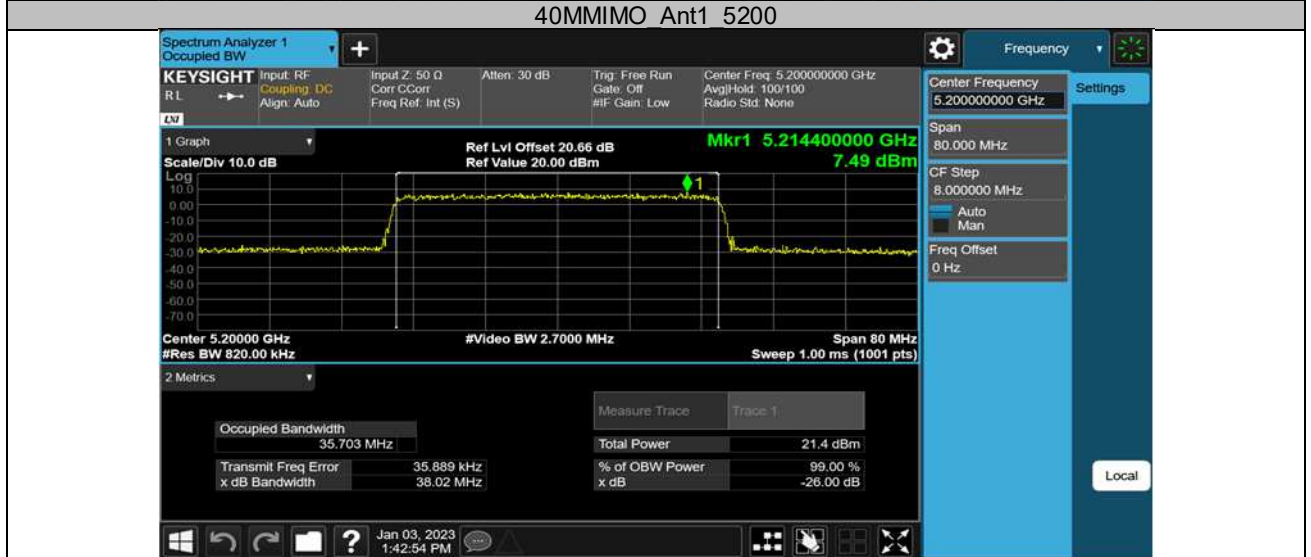 40MMIMO_Ant1_5200
Spectrum Analyzer 1
Occupied BW
+
Frequency
KEYSIGHT
RL
LXI
Input: RF
Coupling: DC
Align: Auto
Input Z: 50 Ω
Corr CCorr
Freq Ref: Int (S)
Atten: 30 dB
Trig: Free Run
Gate: Off
#IF Gain: Low
Center Freq: 5.200000000 GHz
Avg|Hold: 100/100
Radio Std: None
Center Frequency
5.200000000 GHz
Settings
Span
80.000 MHz
CF Step
8.000000 MHz
Auto
Man
Freq Offset
0 Hz
Local
1 Graph
Scale/Div 10.0 dB
Ref Lvl Offset 20.66 dB
Ref Value 20.00 dBm
Mkr1 5.214400000 GHz
7.49 dBm
Log
10.0
0.00
-10.0
-20.0
-30.0
-40.0
-50.0
-60.0
-70.0
1
Center 5.20000 GHz
#Res BW 820.00 kHz
#Video BW 2.7000 MHz
Span 80 MHz
Sweep 1.00 ms (1001 pts)
2 Metrics
Measure Trace Trace 1
Occupied Bandwidth
35.703 MHz
Total Power 21.4 dBm
Transmit Freq Error 35.889 kHz
% of OBW Power 99.00 %
x dB Bandwidth 38.02 MHz
x dB -26.00 dB
?
Jan 03, 2023
1:42:54 PM